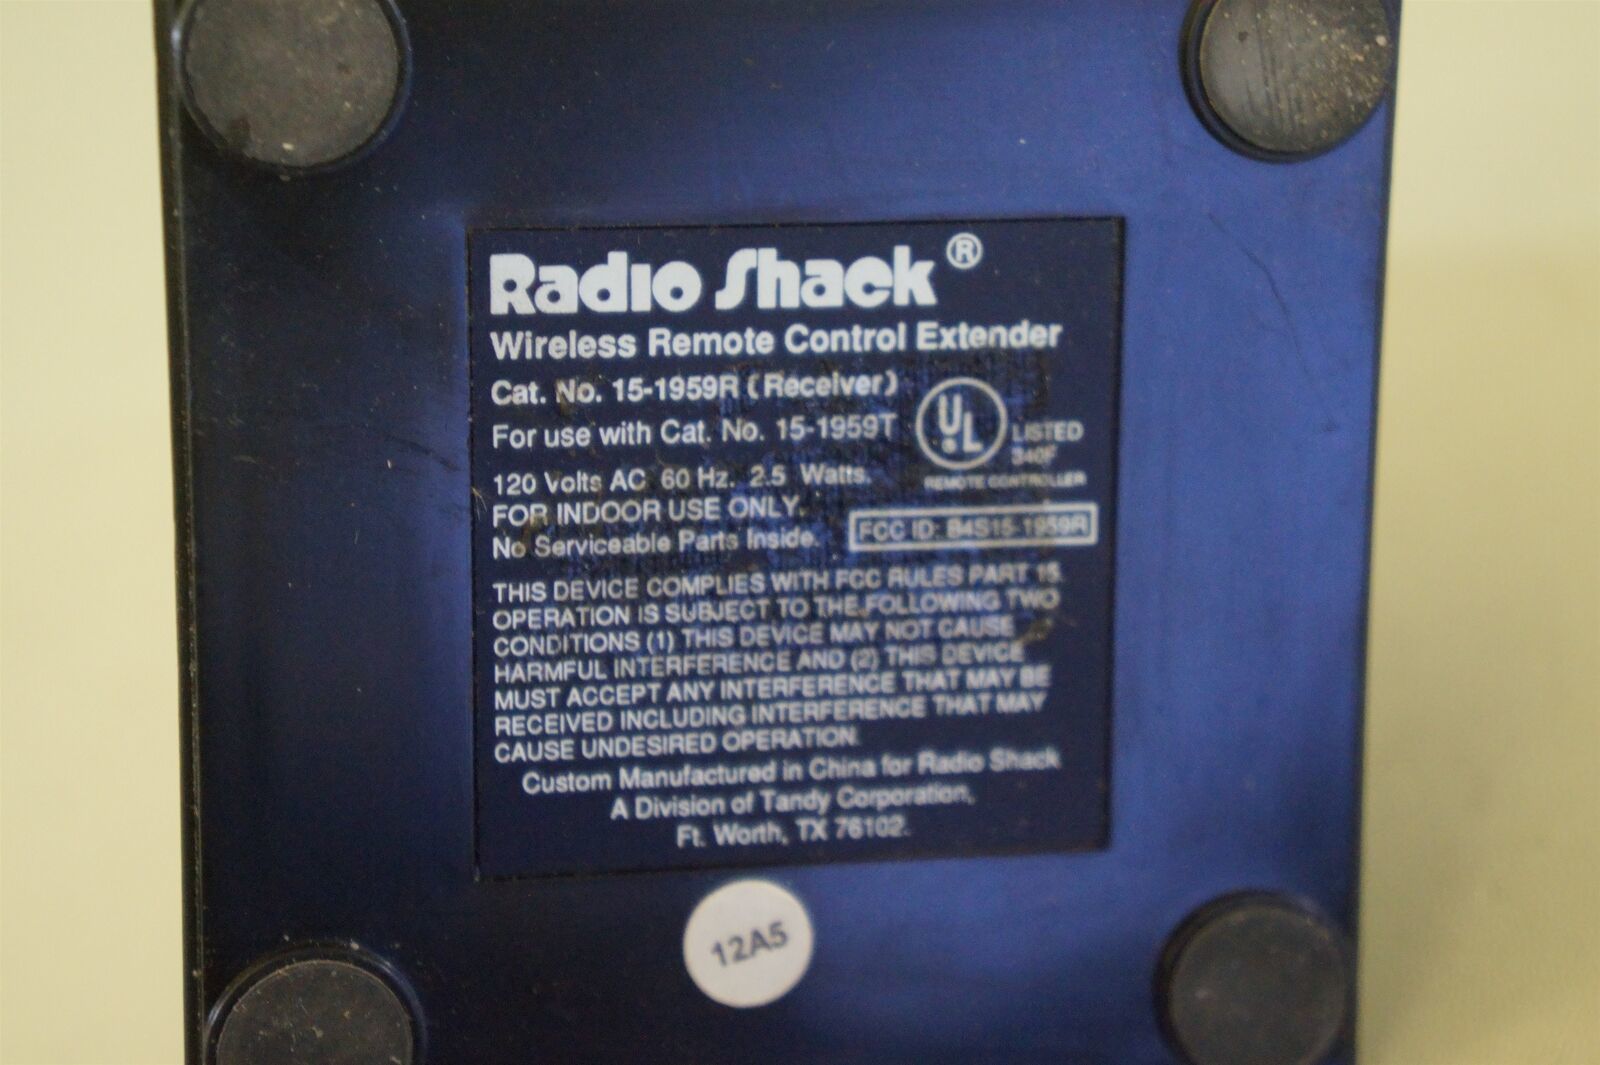 Radio Shack®
Wireless Remote Control Extender
Cat. No. 15-1959R (Receiver)
For use with Cat. No. 15-1959T
UL LISTED
340F
REMOTE CONTROLLER
120 Volts AC 60 Hz. 2.5 Watts.
FOR INDOOR USE ONLY.
No Serviceable Parts Inside.
FCC ID: B4S15-1959R
THIS DEVICE COMPLIES WITH FCC RULES PART 15.
OPERATION IS SUBJECT TO THE FOLLOWING TWO
CONDITIONS (1) THIS DEVICE MAY NOT CAUSE
HARMFUL INTERFERENCE AND (2) THIS DEVICE
MUST ACCEPT ANY INTERFERENCE THAT MAY BE
RECEIVED INCLUDING INTERFERENCE THAT MAY
CAUSE UNDESIRED OPERATION.
Custom Manufactured in China for Radio Shack
A Division of Tandy Corporation,
Ft. Worth, TX 76102.
12A5